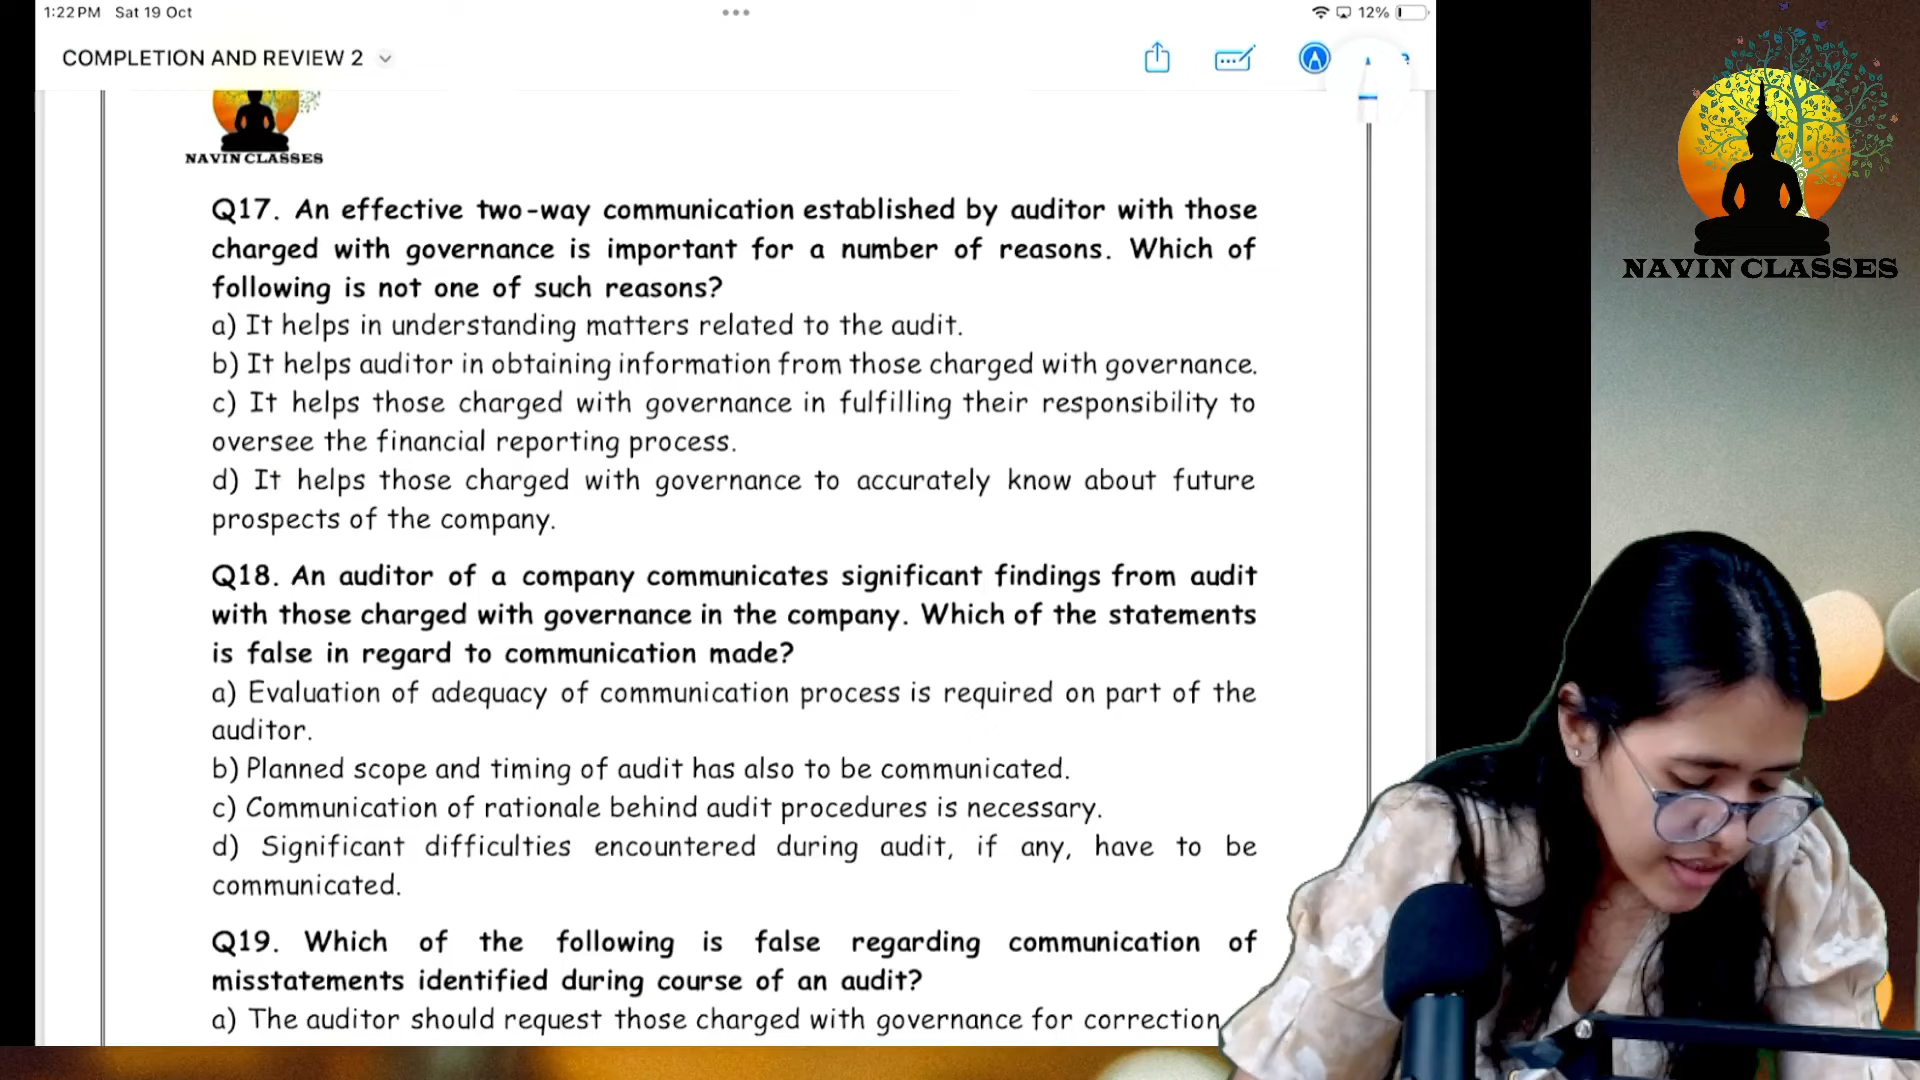 1:22 PM Sat 19 Oct
12%
COMPLETION AND REVIEW 2
NAVIN CLASSES
NAVIN CLASSES
Q17. An effective two-way communication established by auditor with those
charged with governance is important for a number of reasons. Which of
following is not one of such reasons?
a) It helps in understanding matters related to the audit.
b) It helps auditor in obtaining information from those charged with governance.
c) It helps those charged with governance in fulfilling their responsibility to
oversee the financial reporting process.
d) It helps those charged with governance to accurately know about future
prospects of the company.
Q18. An auditor of a company communicates significant findings from audit
with those charged with governance in the company. Which of the statements
is false in regard to communication made?
a) Evaluation of adequacy of communication process is required on part of the
auditor.
b) Planned scope and timing of audit has also to be communicated.
c) Communication of rationale behind audit procedures is necessary.
d) Significant difficulties encountered during audit, if any, have to be
communicated.
Q19. Which of the following is false regarding communication of
misstatements identified during course of an audit?
a) The auditor should request those charged with governance for correction